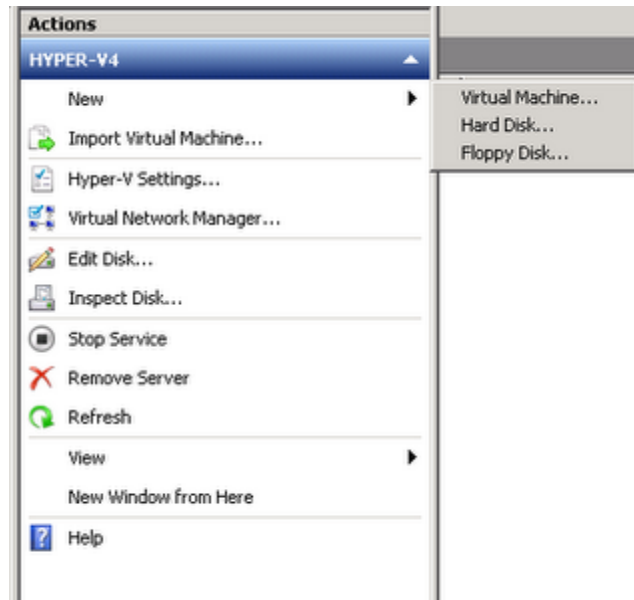 Actions
HYPER-V4
New
Virtual Machine...
Hard Disk...
Floppy Disk...
Import Virtual Machine...
Hyper-V Settings...
Virtual Network Manager...
Edit Disk...
Inspect Disk...
Stop Service
Remove Server
Refresh
View
New Window from Here
Help